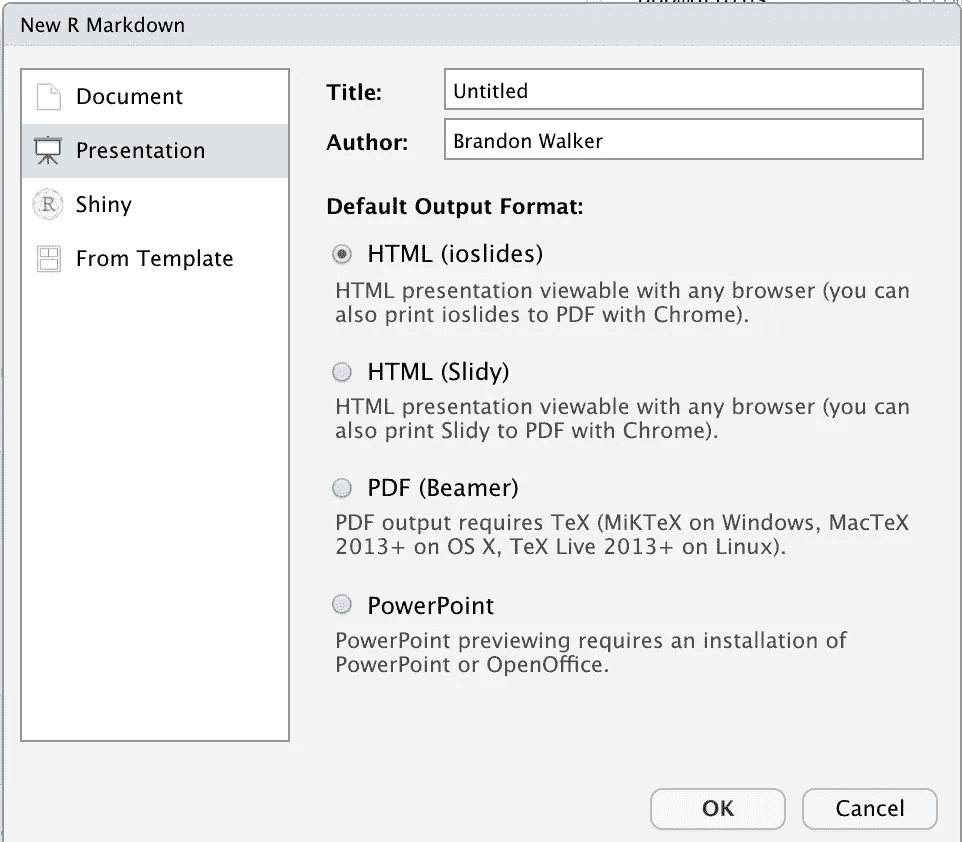 New R Markdown
Document
Presentation
R Shiny
From Template
Title: Untitled
Author: Brandon Walker
Default Output Format:
HTML (ioslides)
HTML presentation viewable with any browser (you can
also print ioslides to PDF with Chrome).
HTML (Slidy)
HTML presentation viewable with any browser (you can
also print Slidy to PDF with Chrome).
PDF (Beamer)
PDF output requires TeX (MiKTeX on Windows, MacTeX
2013+ on OS X, TeX Live 2013+ on Linux).
PowerPoint
PowerPoint previewing requires an installation of
PowerPoint or OpenOffice.
OK Cancel